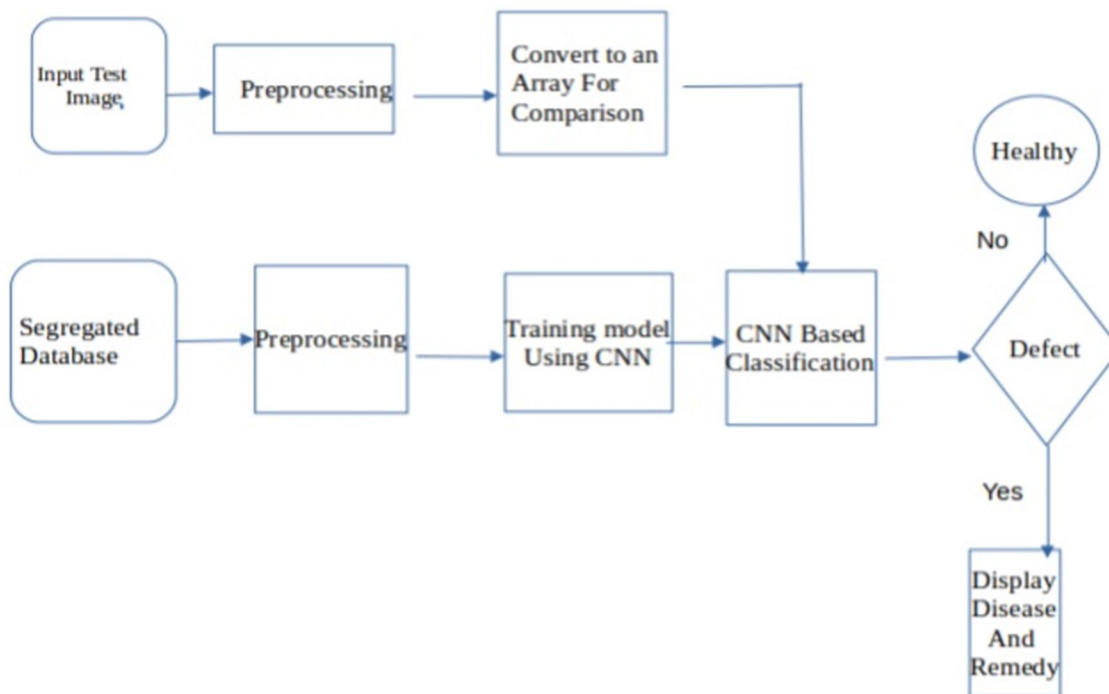 Input Test
Image,
Preprocessing
Convert to an
Array For
Comparison
Healthy
No
Segregated
Database
Preprocessing
Training model
Using CNN
CNN Based
Classification
Defect
Yes
Display
Disease
And
Remedy